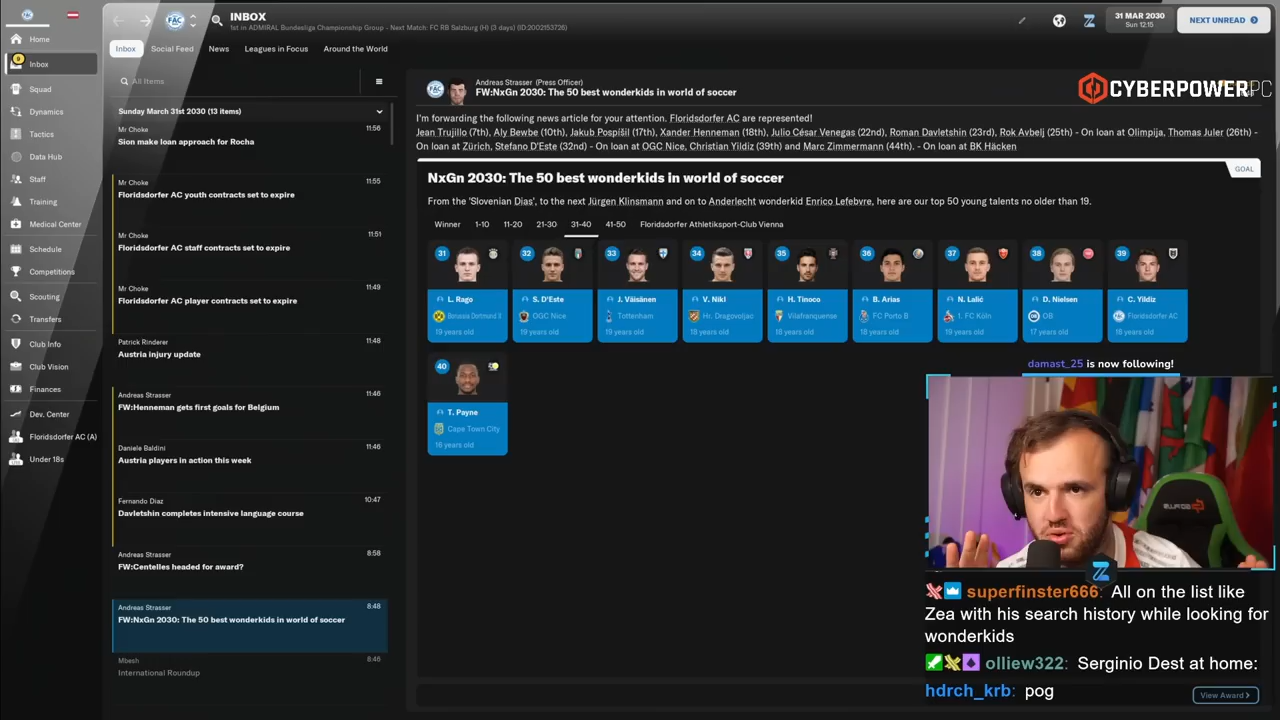 INBOX
1st in ADMIRAL Bundesliga Championship Group - Next Match: FC RB Salzburg (H) (3 days) (ID:2002153726)
31 MAR 2030
Sun 12:15
NEXT UNREAD
Home
Inbox
Squad
Dynamics
Tactics
Data Hub
Staff
Training
Medical Center
Schedule
Competitions
Scouting
Transfers
Club Info
Club Vision
Finances
Dev. Center
Floridsdorfer AC (A)
Under 18s
Inbox
Social Feed
News
Leagues in Focus
Around the World
All Items
Sunday March 31st 2030 (13 items)
Mr Choke 11:56
Sion make loan approach for Rocha
Mr Choke 11:55
Floridsdorfer AC youth contracts set to expire
Mr Choke 11:51
Floridsdorfer AC staff contracts set to expire
Mr Choke 11:49
Floridsdorfer AC player contracts set to expire
Patrick Rinderer 11:48
Austria injury update
Andreas Strasser 11:46
FW:Henneman gets first goals for Belgium
Daniele Baldini 11:46
Austria players in action this week
Fernando Diaz 10:47
Davletshin completes intensive language course
Andreas Strasser 8:58
FW:Centelles headed for award?
Andreas Strasser 8:48
FW:NxGn 2030: The 50 best wonderkids in world of soccer
Mbesh 8:46
International Roundup
Andreas Strasser (Press Officer)
FW:NxGn 2030: The 50 best wonderkids in world of soccer
CYBERPOWERPC
I'm forwarding the following news article for your attention. Floridsdorfer AC are represented!
Jean Trujillo (7th), Aly Bewbe (10th), Jakub Pospíšil (17th), Xander Henneman (18th), Julio César Venegas (22nd), Roman Davletshin (23rd), Rok Avbelj (25th) - On loan at Olimpija, Thomas Juler (26th) -
On loan at Zürich, Stefano D'Este (32nd) - On loan at OGC Nice, Christian Yildiz (39th) and Marc Zimmermann (44th). - On loan at BK Häcken
NxGn 2030: The 50 best wonderkids in world of soccer
GOAL
From the 'Slovenian Dias', to the next Jürgen Klinsmann and on to Anderlecht wonderkid Enrico Lefebvre, here are our top 50 young talents no older than 19.
Winner 1-10 11-20 21-30 31-40 41-50 Floridsdorfer Athletiksport-Club Vienna
31 32 33 34 35 36 37 38 39
L. Rago S. D'Este J. Väisänen V. Nikl H. Tinoco B. Arias N. Lalić D. Nielsen C. Yildiz
Borussia Dortmund II OGC Nice Tottenham Hr. Dragovoljac Vilafranquense FC Porto B 1. FC Köln OB Floridsdorfer AC
19 years old 19 years old 19 years old 18 years old 18 years old 18 years old 19 years old 17 years old 18 years old
40
T. Payne
Cape Town City
16 years old
damast_25 is now following!
superfinster666: All on the list like
Zea with his search history while looking for
wonderkids
olliew322: Serginio Dest at home:
hdrch_krb: pog
View Award